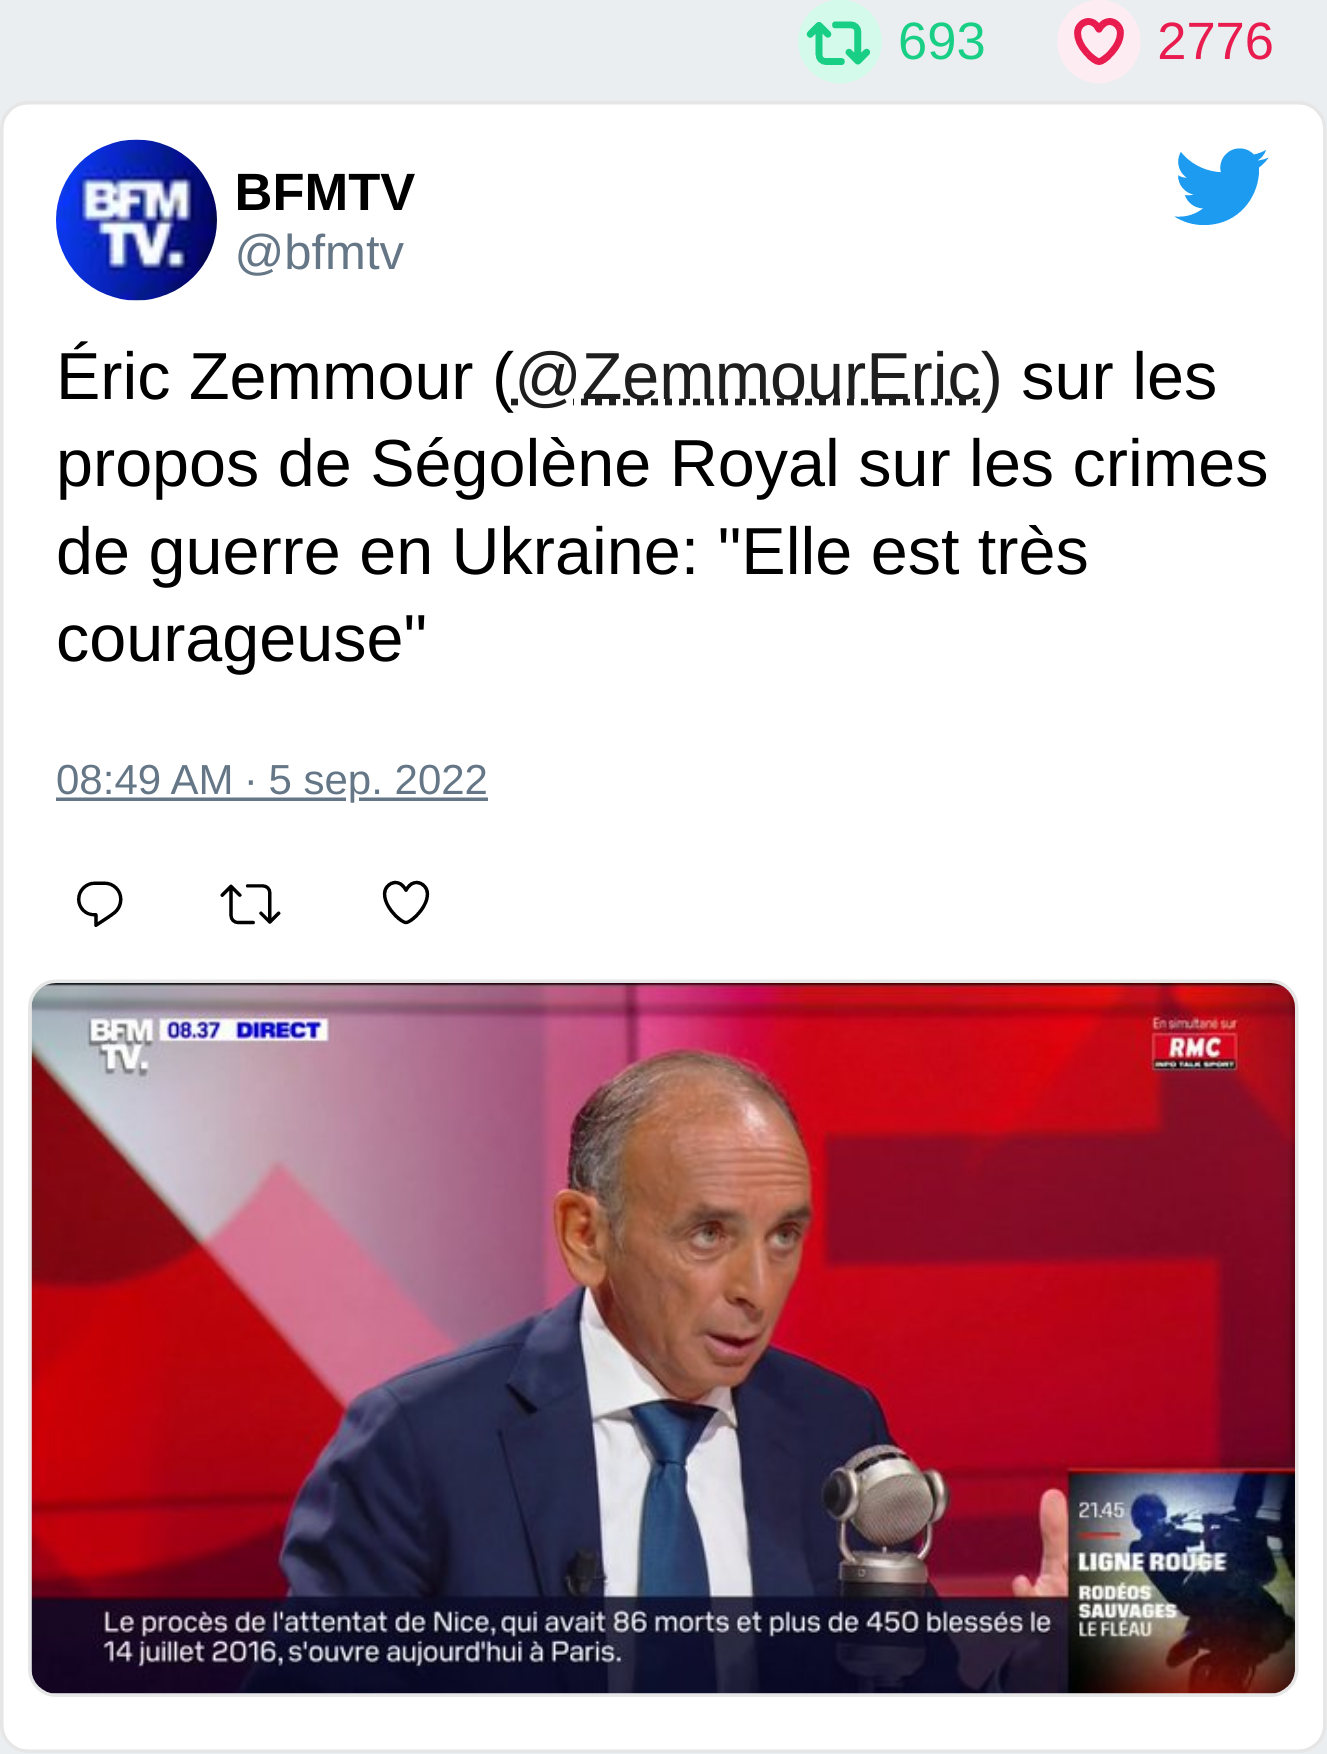 693 2776
BFM
TV.
BFMTV
@bfmtv
Éric Zemmour (@ZemmourEric) sur les
propos de Ségolène Royal sur les crimes
de guerre en Ukraine: "Elle est très
courageuse"
08:49 AM · 5 sep. 2022
BFM
TV.
08.37 DIRECT
En simultané sur
RMC
INFO TALK SPORT
21.45
LIGNE ROUGE
RODÉOS
SAUVAGES
LE FLÉAU
Le procès de l'attentat de Nice, qui avait 86 morts et plus de 450 blessés le
14 juillet 2016, s'ouvre aujourd'hui à Paris.